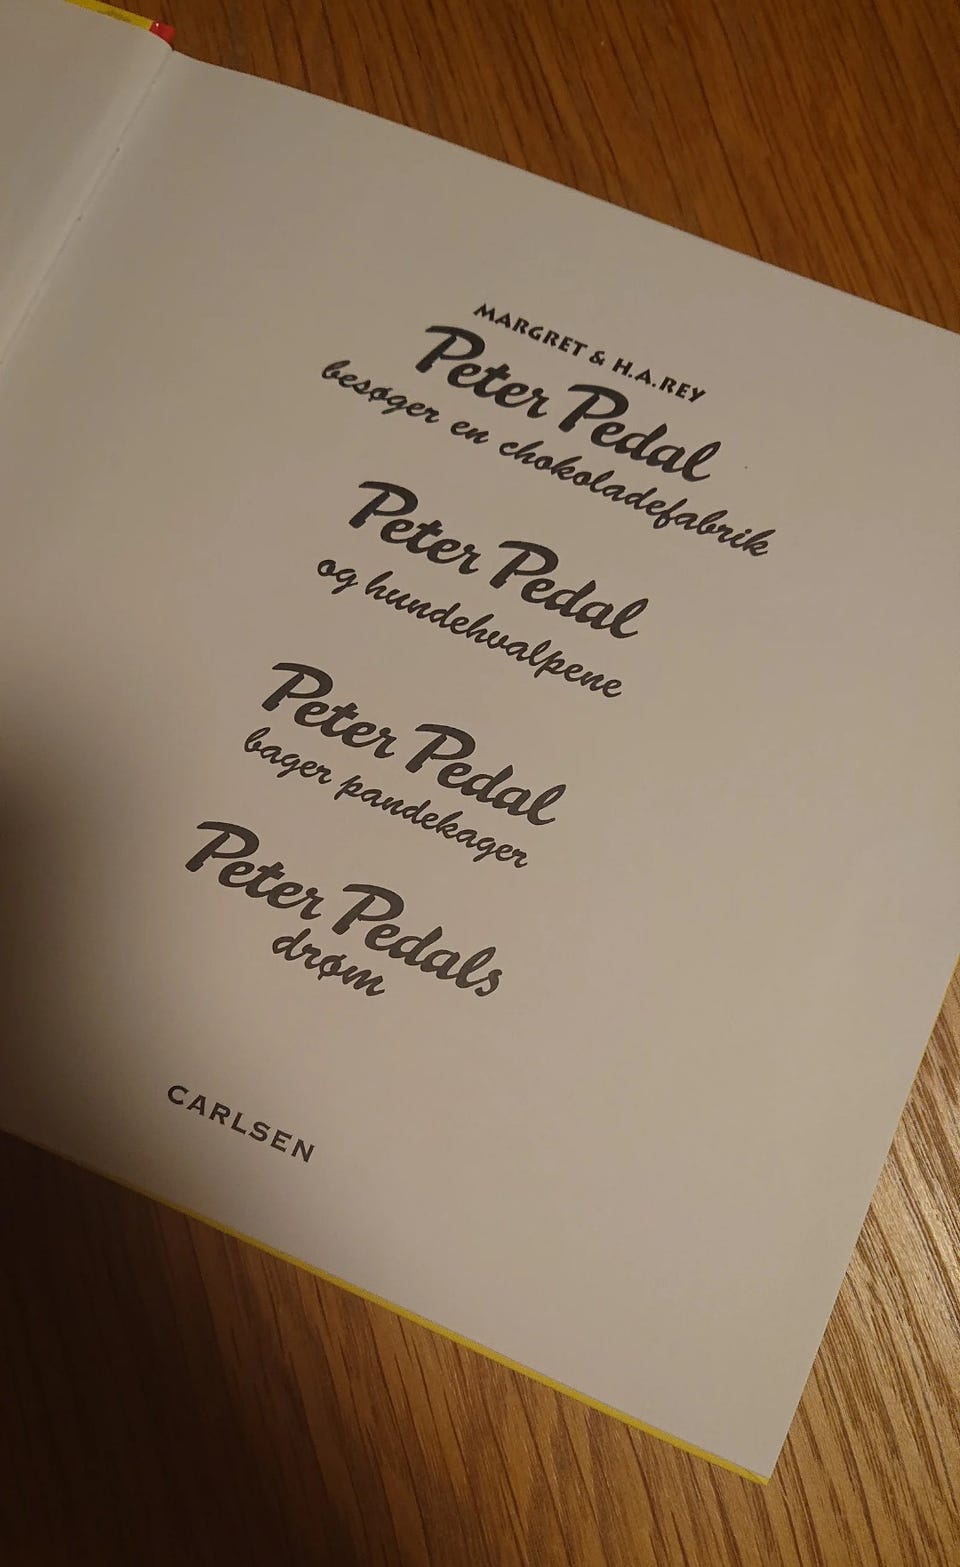 MARGRET & H.A.REY
Peter Pedal
besøger en chokoladefabrik
Peter Pedal
og hundehvalpene
Peter Pedal
bager pandekager
Peter Pedals
drøm
CARLSEN